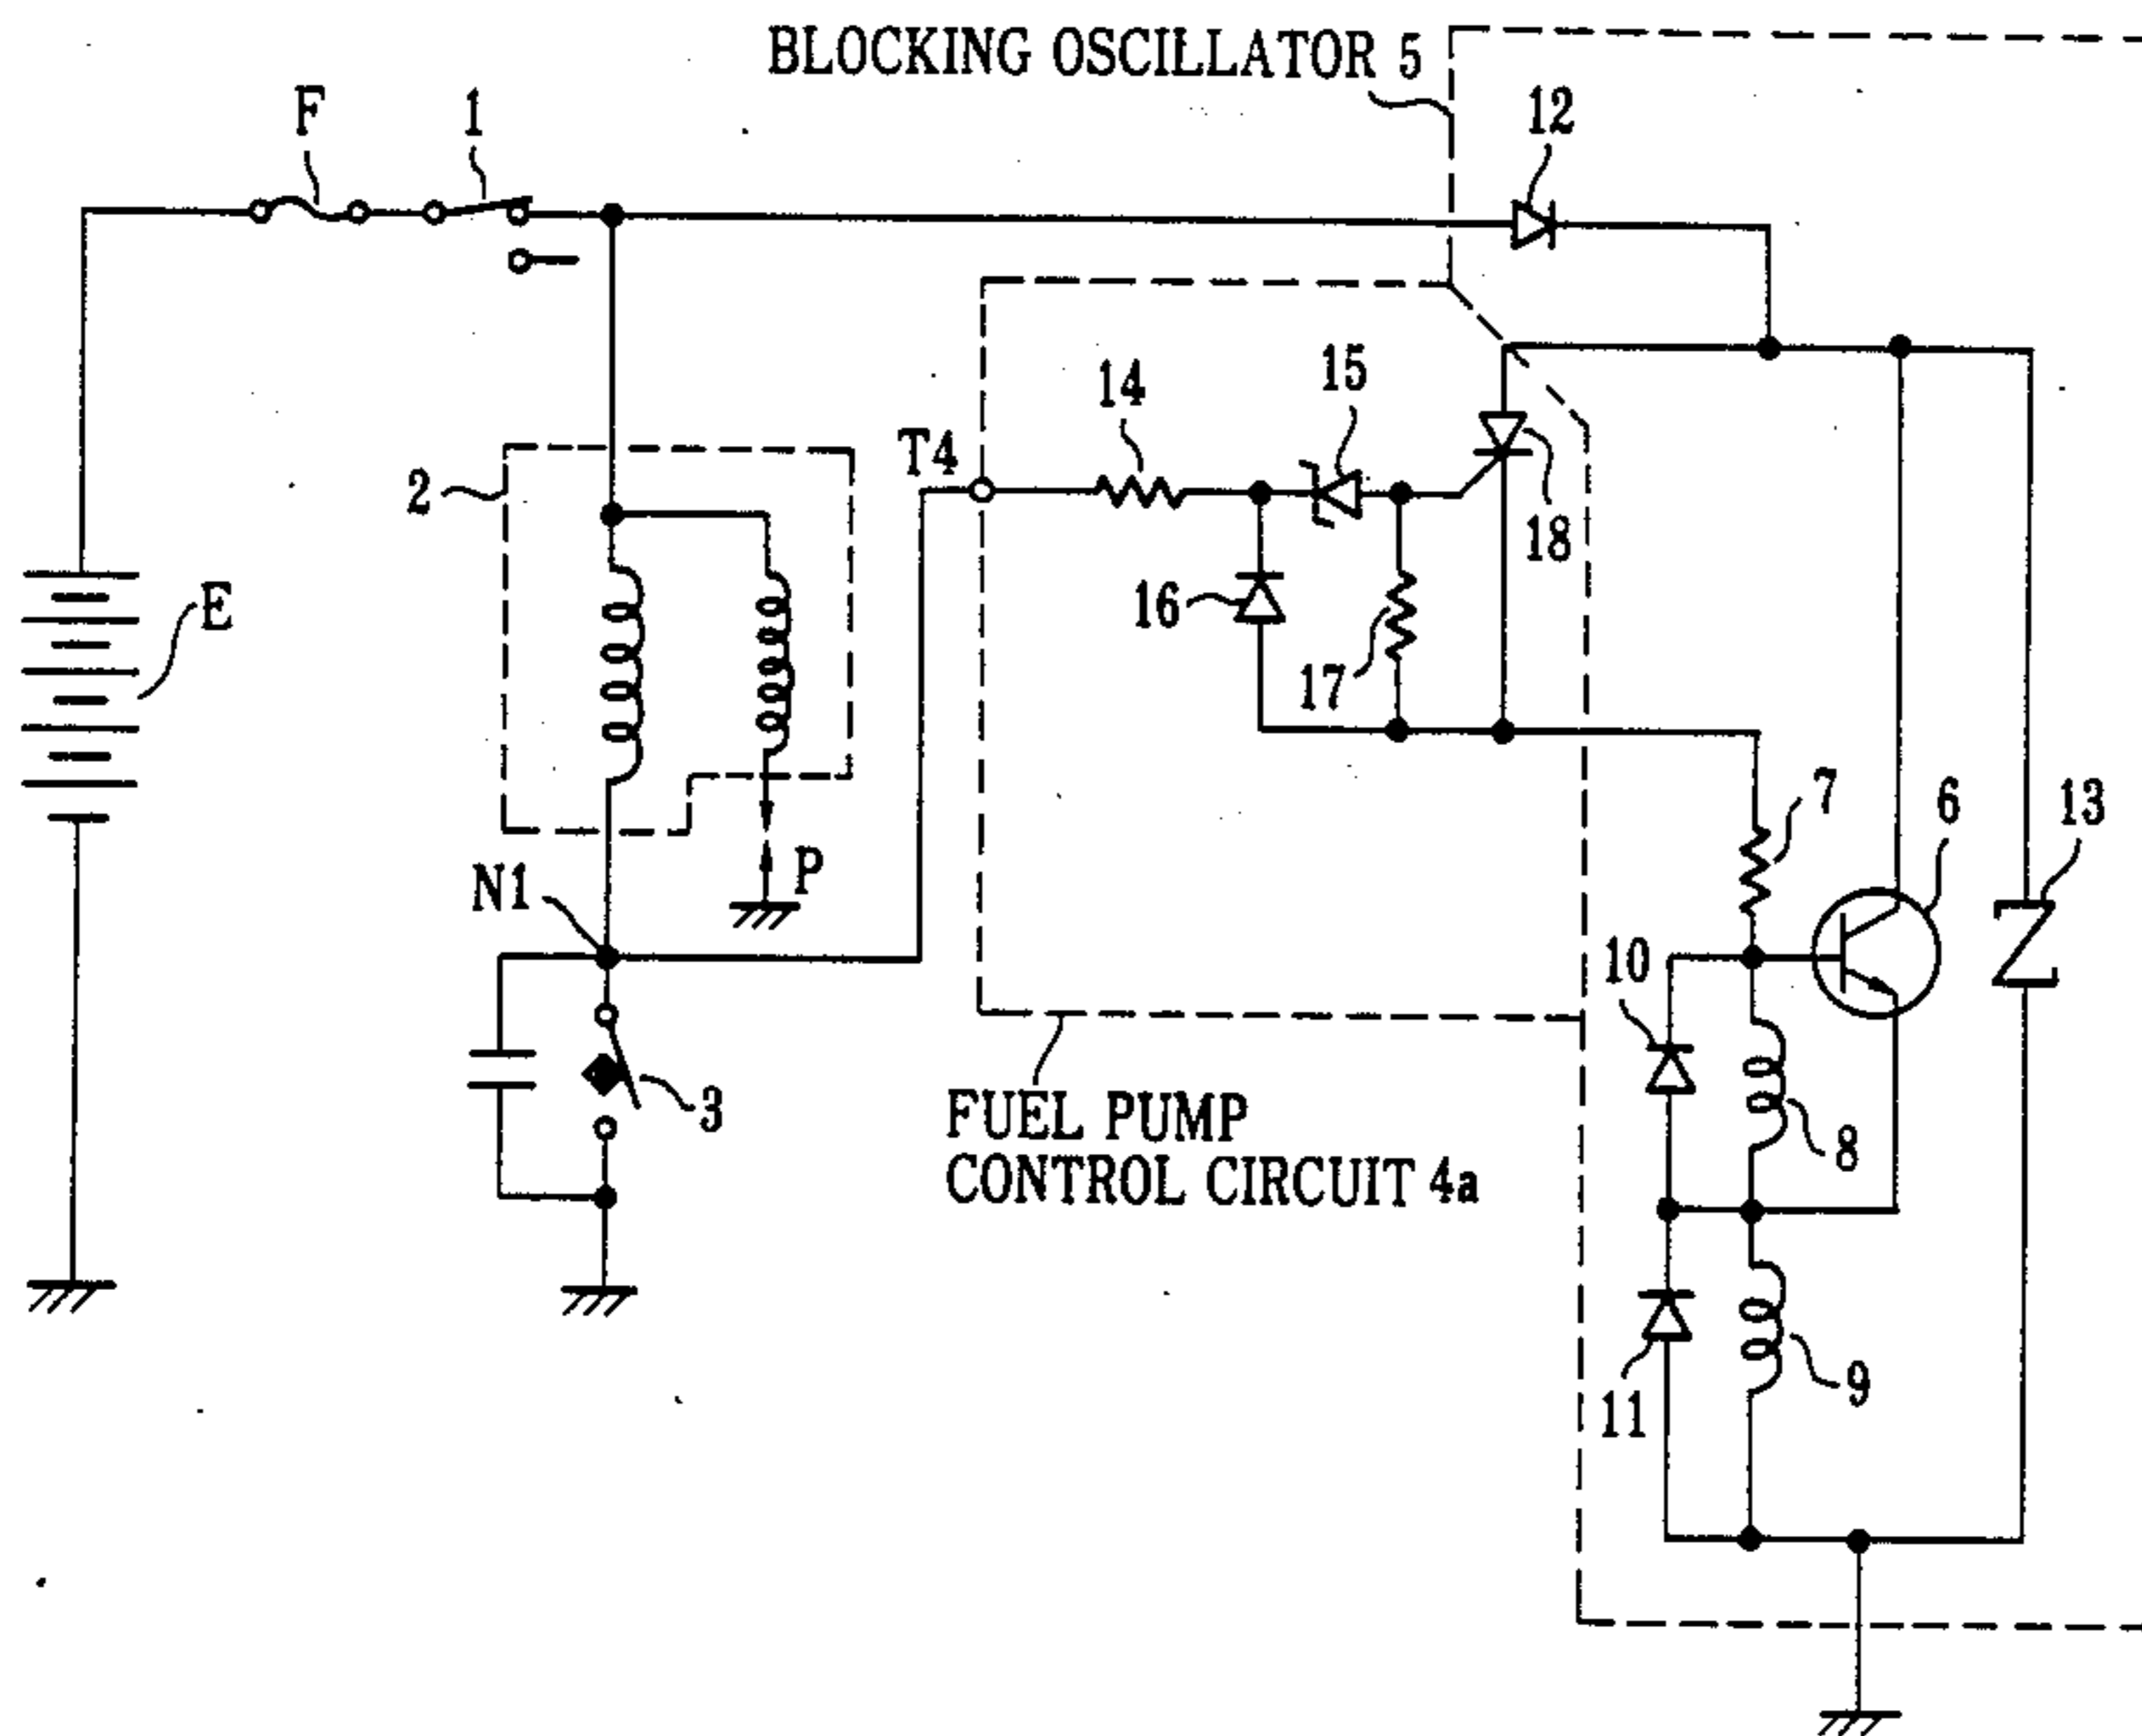 BLOCKING OSCILLATOR 5
F
1
12
15
14
T4
2
18
E
16
17
7
6
13
P
N1
10
3
FUEL PUMP
CONTROL CIRCUIT 4a
8
9
11